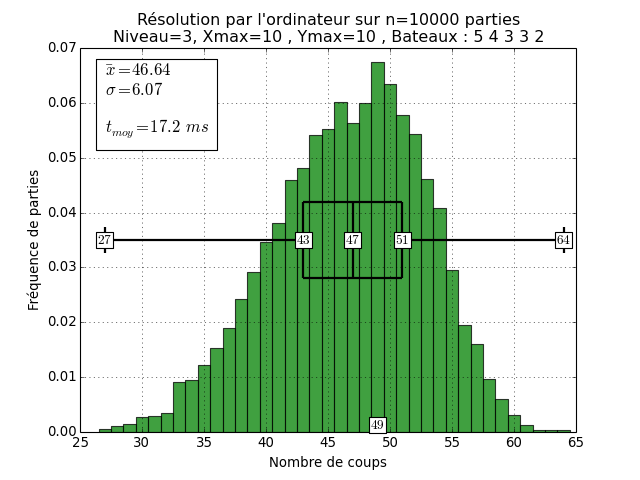 Résolution par l'ordinateur sur n=10000 parties
Niveau=3, Xmax=10 , Ymax=10 , Bateaux : 5 4 3 3 2
x̄=46.64
σ=6.07
t_moy=17.2 ms
Fréquence de parties
0.07
0.06
0.05
0.04
0.03
0.02
0.01
0.00
27
43
47
51
64
49
25 30 35 40 45 50 55 60 65
Nombre de coups